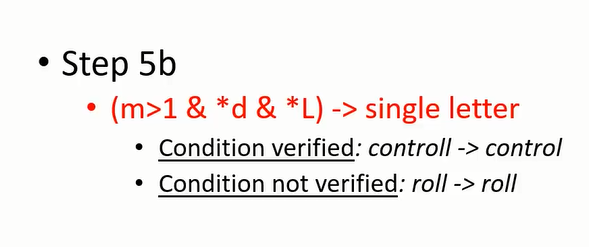 • Step 5b
• (m>1 & *d & *L) -> single letter
• Condition verified: controll -> control
• Condition not verified: roll -> roll